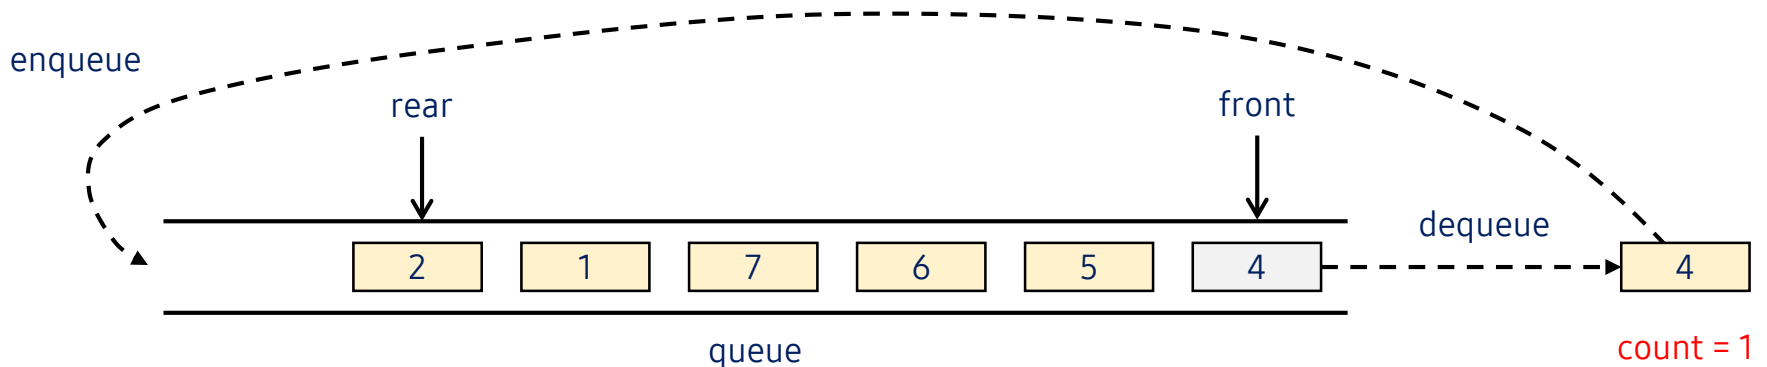 enqueue
rear
front
dequeue
2 1 7 6 5 4 4
queue
count = 1